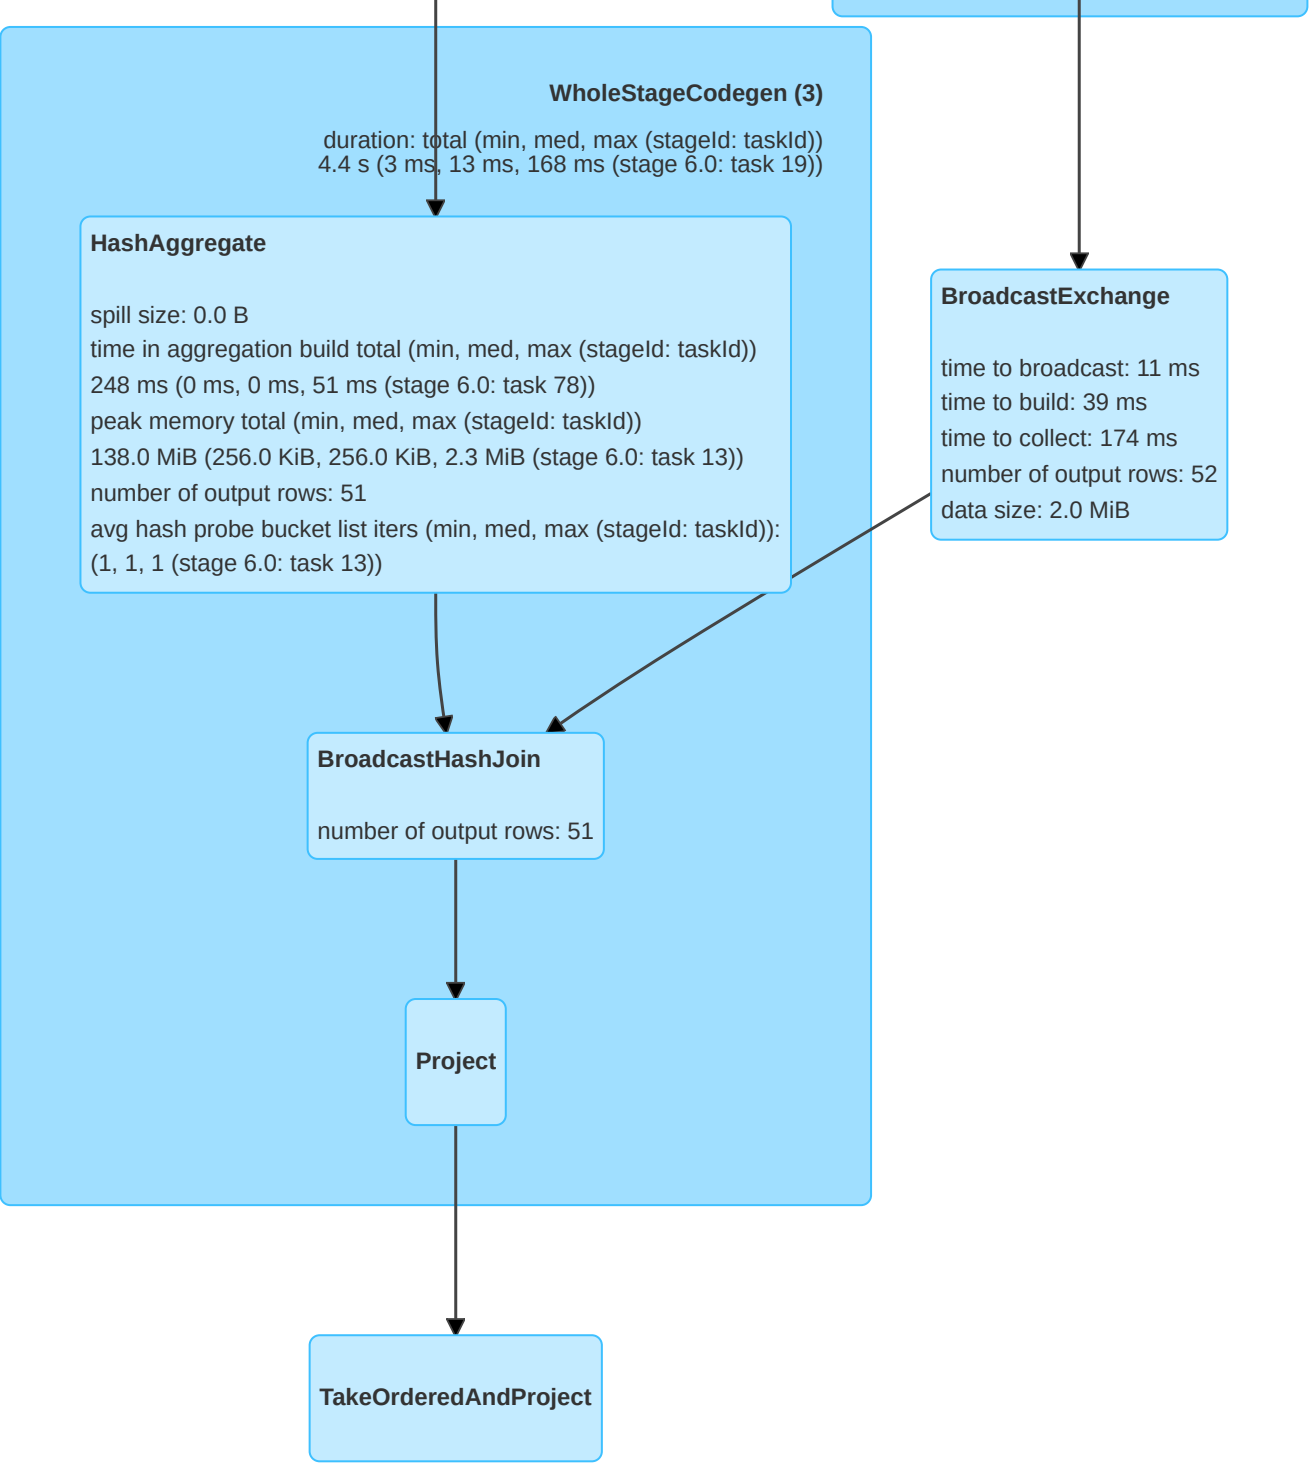 WholeStageCodegen (3)
duration: total (min, med, max (stageId: taskId))
4.4 s (3 ms, 13 ms, 168 ms (stage 6.0: task 19))
HashAggregate
spill size: 0.0 B
time in aggregation build total (min, med, max (stageId: taskId))
248 ms (0 ms, 0 ms, 51 ms (stage 6.0: task 78))
peak memory total (min, med, max (stageId: taskId))
138.0 MiB (256.0 KiB, 256.0 KiB, 2.3 MiB (stage 6.0: task 13))
number of output rows: 51
avg hash probe bucket list iters (min, med, max (stageId: taskId)):
(1, 1, 1 (stage 6.0: task 13))
BroadcastExchange
time to broadcast: 11 ms
time to build: 39 ms
time to collect: 174 ms
number of output rows: 52
data size: 2.0 MiB
BroadcastHashJoin
number of output rows: 51
Project
TakeOrderedAndProject